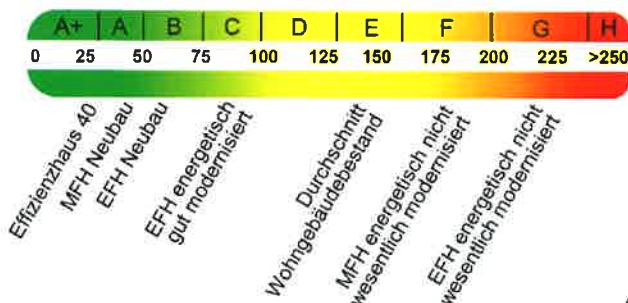 A+ A B C D E F G H
0 25 50 75 100 125 150 175 200 225 >250
Effizienzhaus 40
MFH Neubau
EFH Neubau
EFH energetisch
gut modernisiert
Durchschnitt
Wohngebäudebestand
MFH energetisch nicht
wesentlich modernisiert
EFH energetisch nicht
wesentlich modernisiert